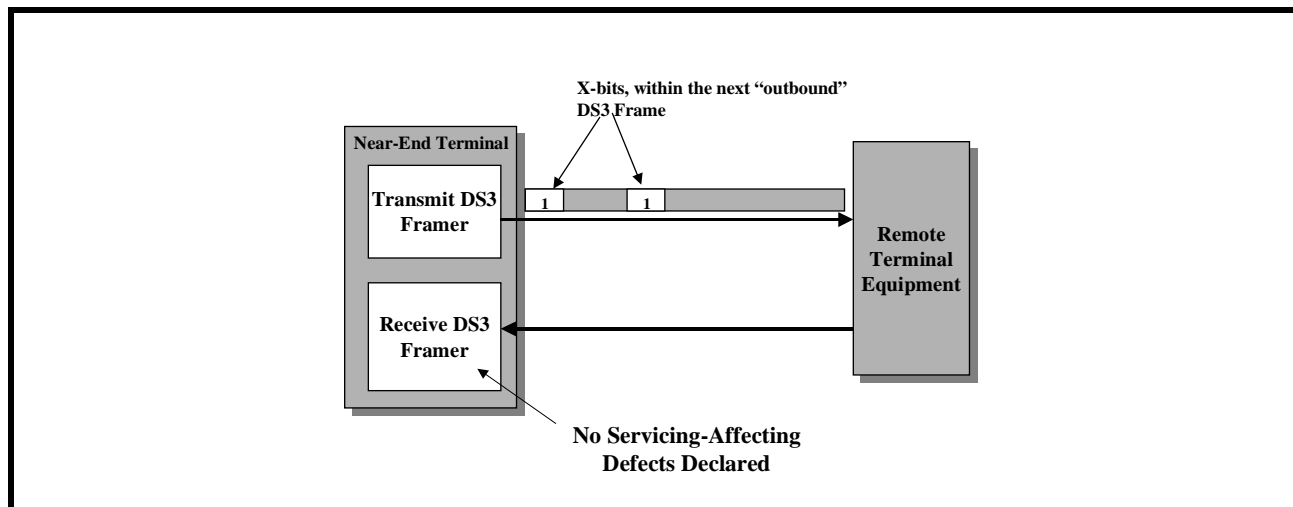 X-bits, within the next “outbound”
DS3 Frame
Near-End Terminal
Transmit DS3
Framer
1
1
Remote
Terminal
Equipment
Receive DS3
Framer
No Servicing-Affecting
Defects Declared